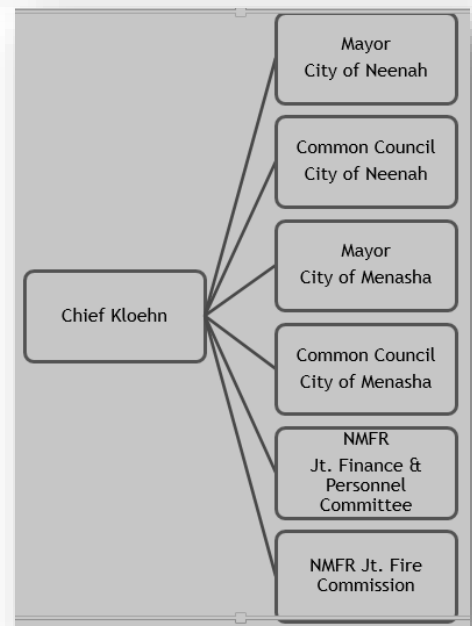 Mayor
City of Neenah
Common Council
City of Neenah
Mayor
City of Menasha
Chief Kloehn
Common Council
City of Menasha
NMFR
Jt. Finance &
Personnel
Committee
NMFR Jt. Fire
Commission